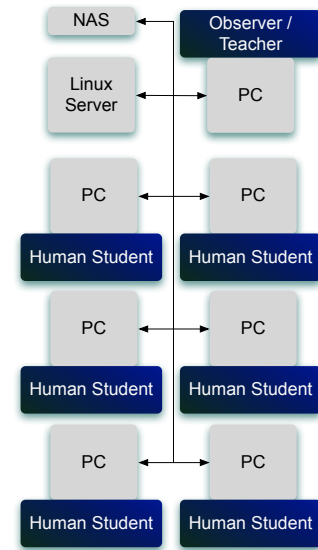 NAS
Observer /
Teacher
Linux
Server
PC
PC
PC
Human Student
Human Student
PC
PC
Human Student
Human Student
PC
PC
Human Student
Human Student